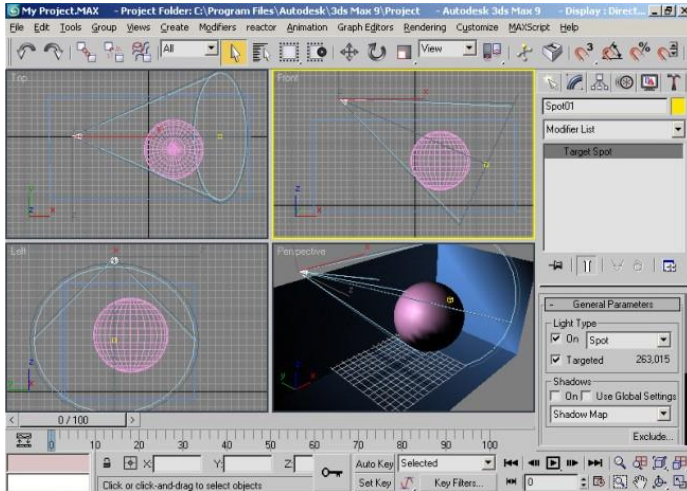 My Project.MAX - Project Folder: C:\Program Files\Autodesk\3ds Max 9\Project - Autodesk 3ds Max 9 - Display : Direct...
File Edit Tools Group Views Create Modifiers reactor Animation Graph Editors Rendering Customize MAXScript Help
All View
Top Front
Spot01
Modifier List
Target Spot
Left Perspective
General Parameters
Light Type
On Spot
Targeted 263,015
Shadows
On Use Global Settings
Shadow Map
Exclude...
0 / 100
0 10 20 30 40 50 60 70 80 90 100
X: Y: Z: Auto Key Selected
Click or click-and-drag to select objects Set Key Key Filters... 0